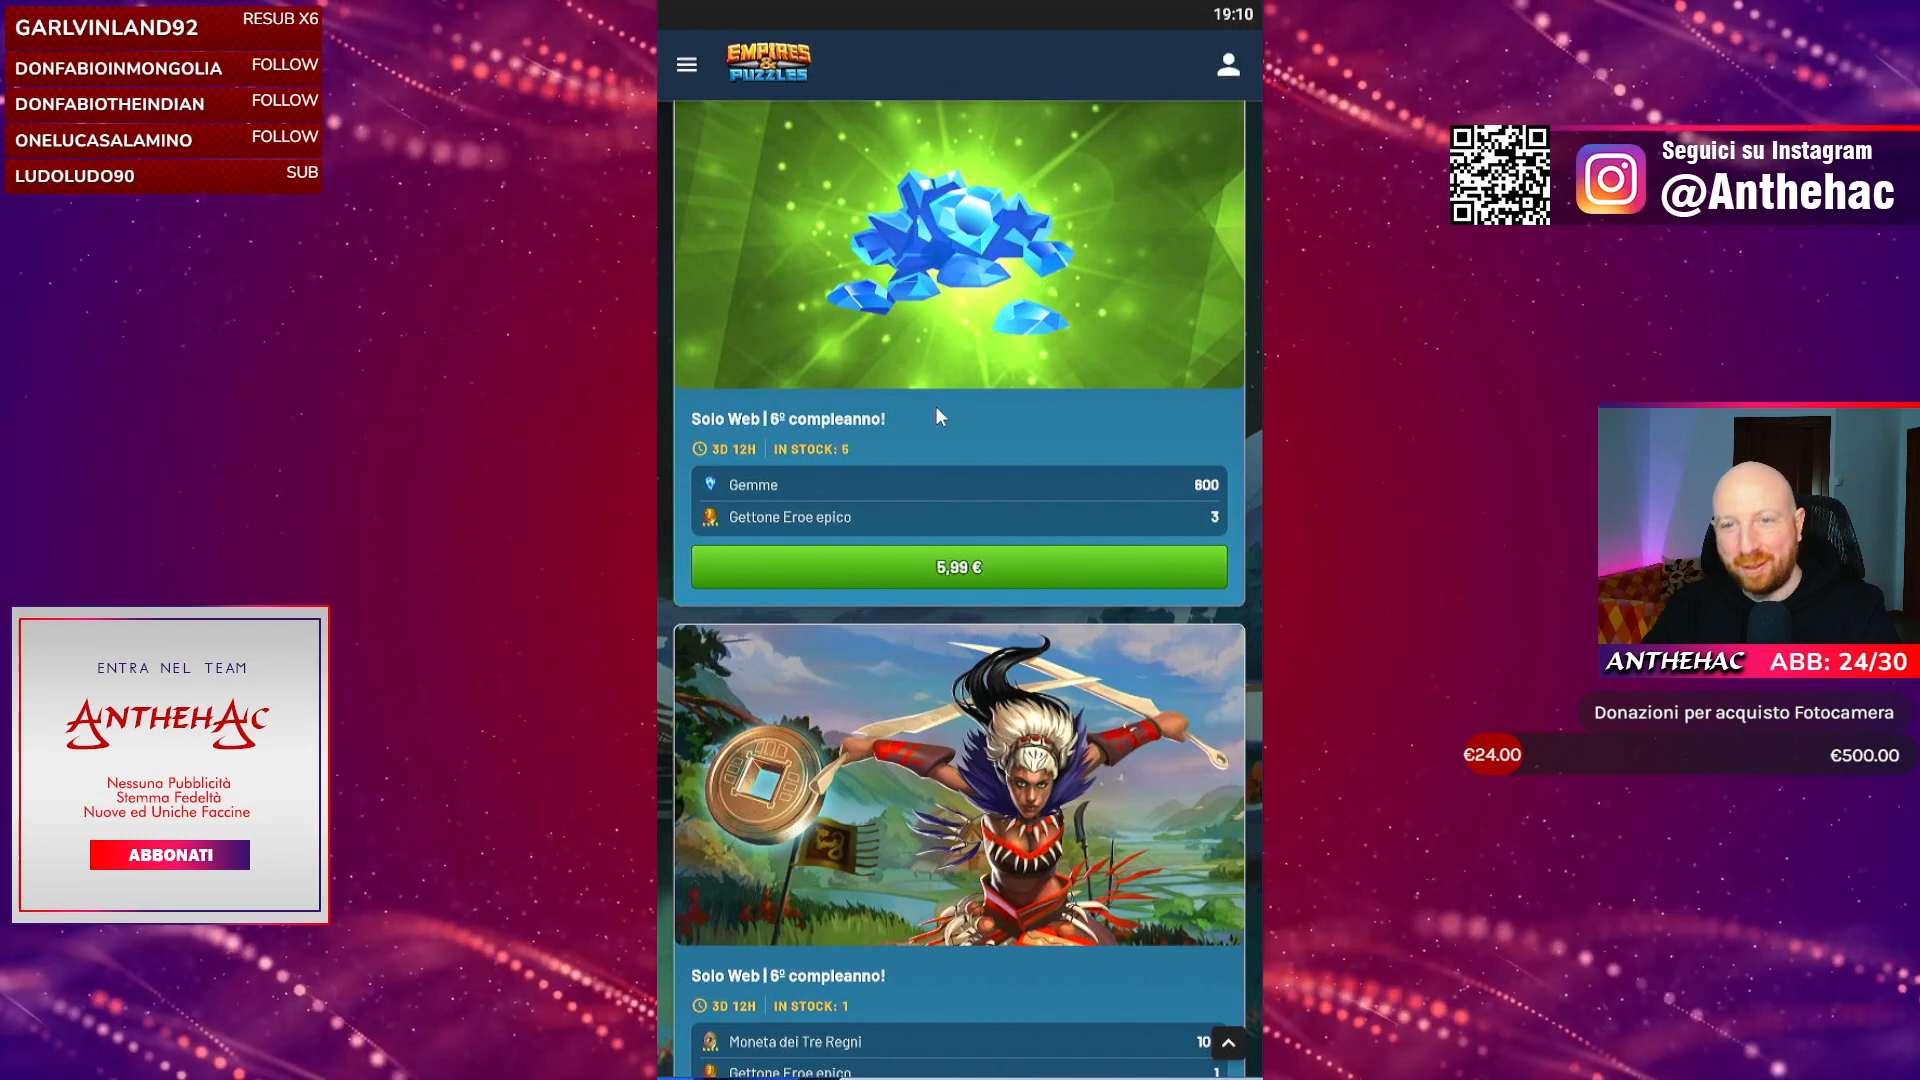 GARLVINLAND92 RESUB X6
DONFABIOINMONGOLIA FOLLOW
DONFABIOTHEINDIAN FOLLOW
ONELUCASALAMINO FOLLOW
LUDOLUDO90 SUB
19:10
EMPIRES & PUZZLES
Solo Web | 6º compleanno!
3D 12H IN STOCK: 5
Gemme 600
Gettone Eroe epico 3
5,99 €
Solo Web | 6º compleanno!
3D 12H IN STOCK: 1
Moneta dei Tre Regni 10
Gettone Eroe epico 1
Seguici su Instagram
@Anthehac
ANTHEHAC ABB: 24/30
Donazioni per acquisto Fotocamera
€24.00 €500.00
ENTRA NEL TEAM
ANTHEHAC
Nessuna Pubblicità
Stemma Fedeltà
Nuove ed Uniche Faccine
ABBONATI